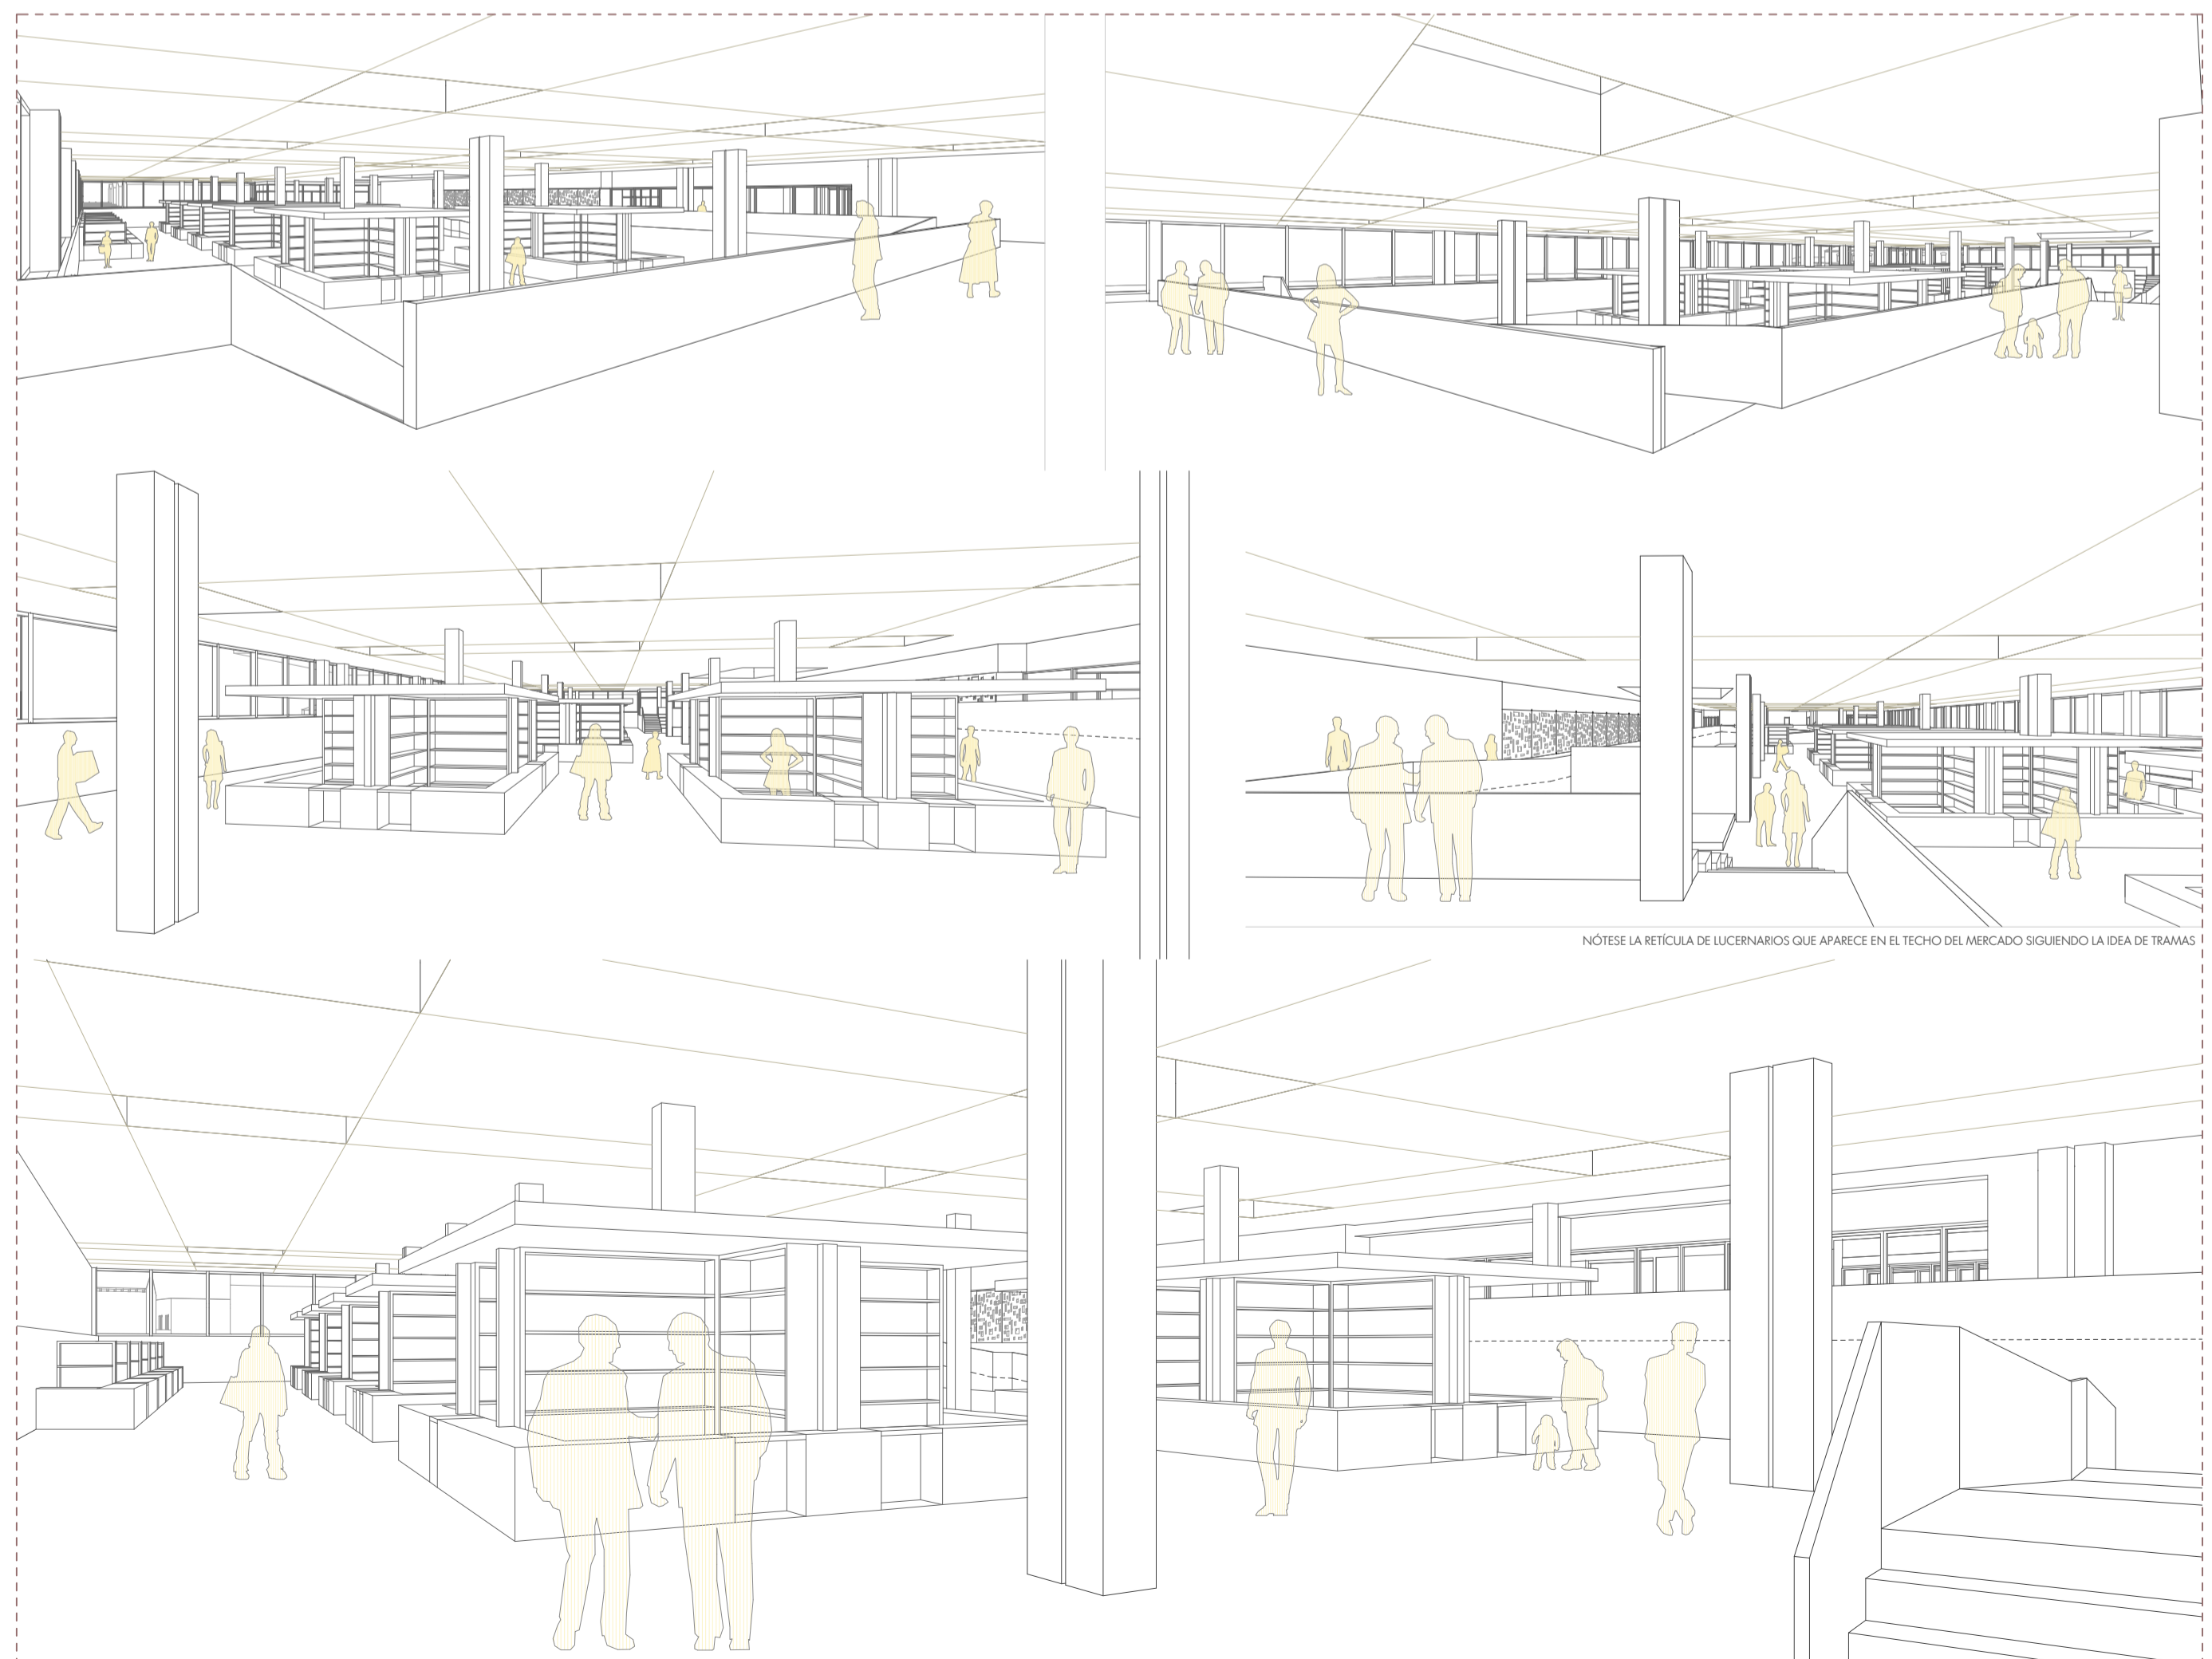 NÓTESE LA RETÍCULA DE LUCERNARIOS QUE APARECE EN EL TECHO DEL MERCADO SIGUIENDO LA IDEA DE TRAMAS